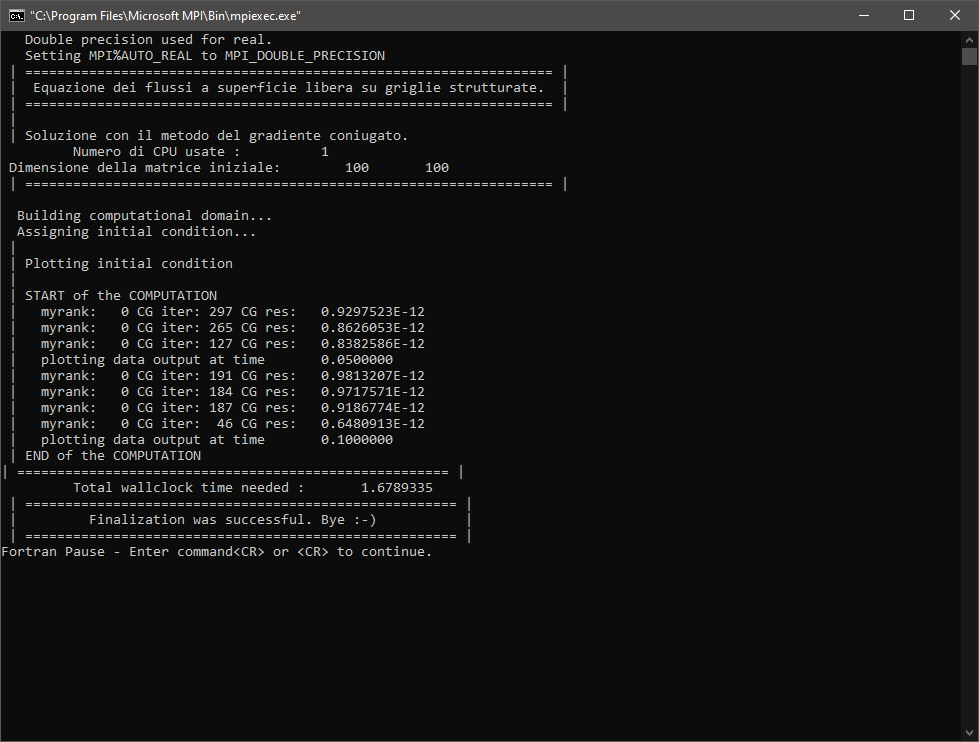 "C:\Program Files\Microsoft MPI\Bin\mpiexec.exe"
Double precision used for real.
Setting MPI%AUTO_REAL to MPI_DOUBLE_PRECISION
| ================================================================== |
| Equazione dei flussi a superficie libera su griglie strutturate. |
| ================================================================== |
|
| Soluzione con il metodo del gradiente coniugato.
Numero di CPU usate : 1
Dimensione della matrice iniziale: 100 100
| ================================================================== |
Building computational domain...
Assigning initial condition...
|
| Plotting initial condition
|
| START of the COMPUTATION
| myrank: 0 CG iter: 297 CG res: 0.9297523E-12
| myrank: 0 CG iter: 265 CG res: 0.8626053E-12
| myrank: 0 CG iter: 127 CG res: 0.8382586E-12
| plotting data output at time 0.0500000
| myrank: 0 CG iter: 191 CG res: 0.9813207E-12
| myrank: 0 CG iter: 184 CG res: 0.9717571E-12
| myrank: 0 CG iter: 187 CG res: 0.9186774E-12
| myrank: 0 CG iter: 46 CG res: 0.6480913E-12
| plotting data output at time 0.1000000
| END of the COMPUTATION
| ====================================================== |
Total wallclock time needed : 1.6789335
| ====================================================== |
| Finalization was successful. Bye :-) |
| ====================================================== |
Fortran Pause - Enter command<CR> or <CR> to continue.